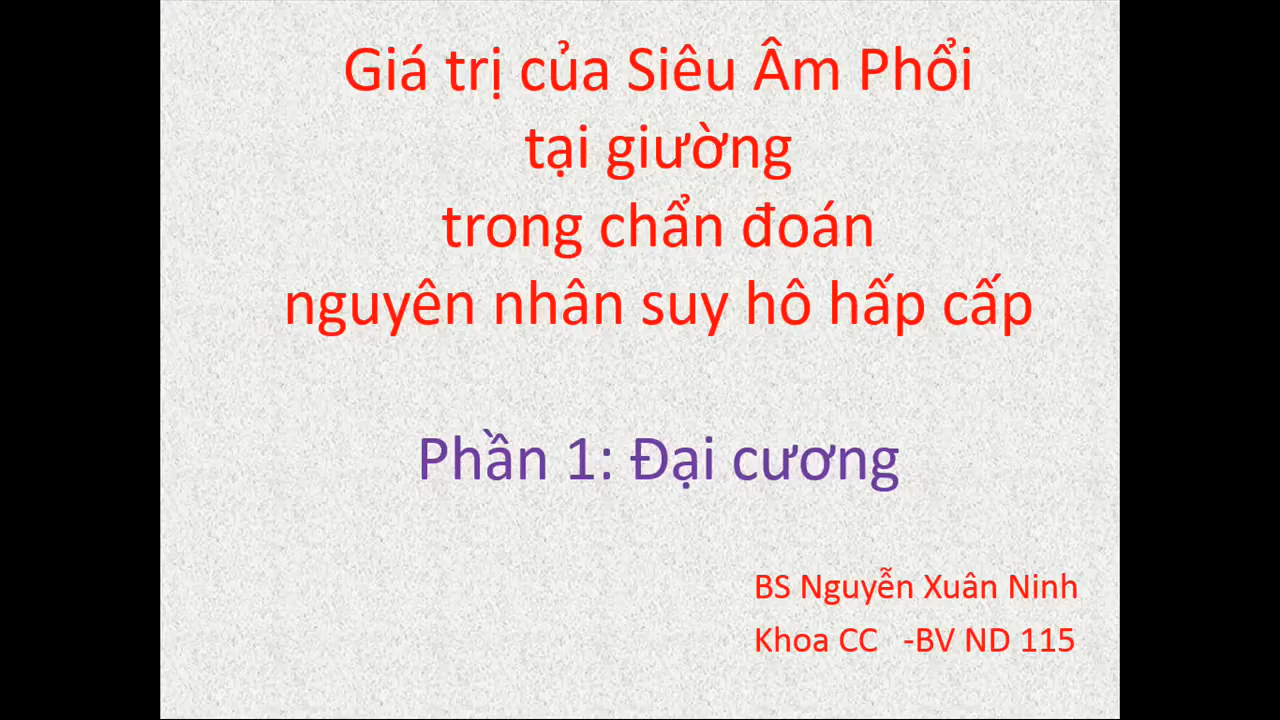 Giá trị của Siêu Âm Phổi
tại giường
trong chẩn đoán
nguyên nhân suy hô hấp cấp
Phần 1: Đại cương
BS Nguyễn Xuân Ninh
Khoa CC -BV ND 115